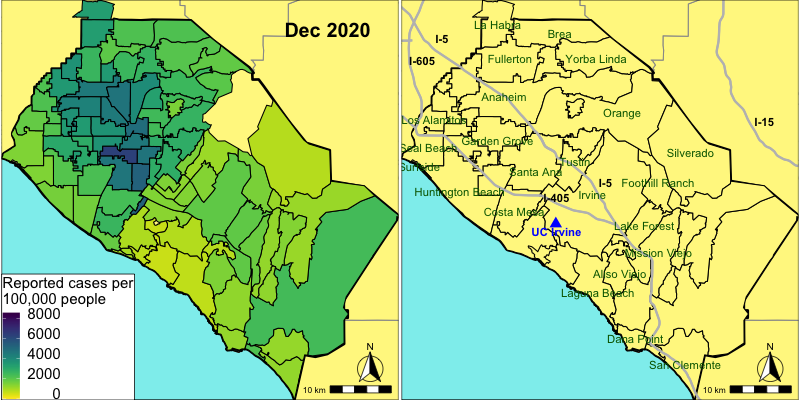 Dec 2020
Reported cases per
100,000 people
8000
6000
4000
2000
0
N
10 km
La Habra
Brea
I-5
Fullerton
Yorba Linda
I-605
Anaheim
Orange
Los Alamitos
I-15
Garden Grove
Seal Beach
Silverado
Tustin
Sunside
Santa Ana
I-5
Foothill Ranch
Huntington Beach
Irvine
I-405
Costa Mesa
Lake Forest
UC Irvine
Mission Viejo
Aliso Viejo
Laguna Beach
Dana Point
N
San Clemente
10 km